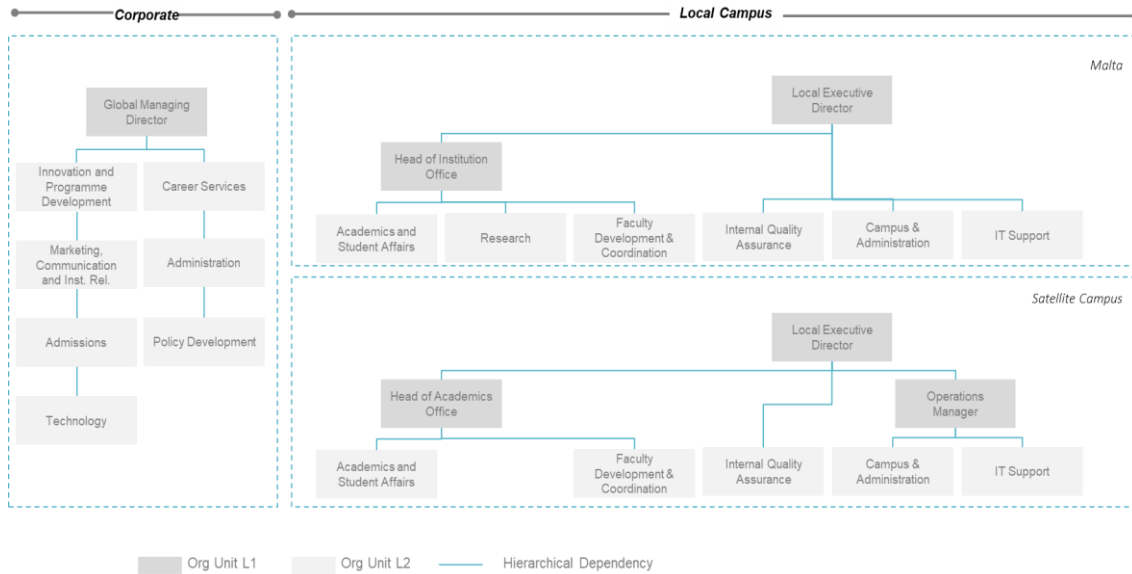 Corporate
Local Campus
Malta
Global Managing
Director
Innovation and
Programme
Development
Career Services
Marketing,
Communication
and Inst. Rel.
Administration
Admissions
Policy Development
Technology
Local Executive
Director
Head of Institution
Office
Academics and
Student Affairs
Research
Faculty
Development &
Coordination
Internal Quality
Assurance
Campus &
Administration
IT Support
Satellite Campus
Local Executive
Director
Head of Academics
Office
Operations
Manager
Academics and
Student Affairs
Faculty
Development &
Coordination
Internal Quality
Assurance
Campus &
Administration
IT Support
Org Unit L1
Org Unit L2
Hierarchical Dependency